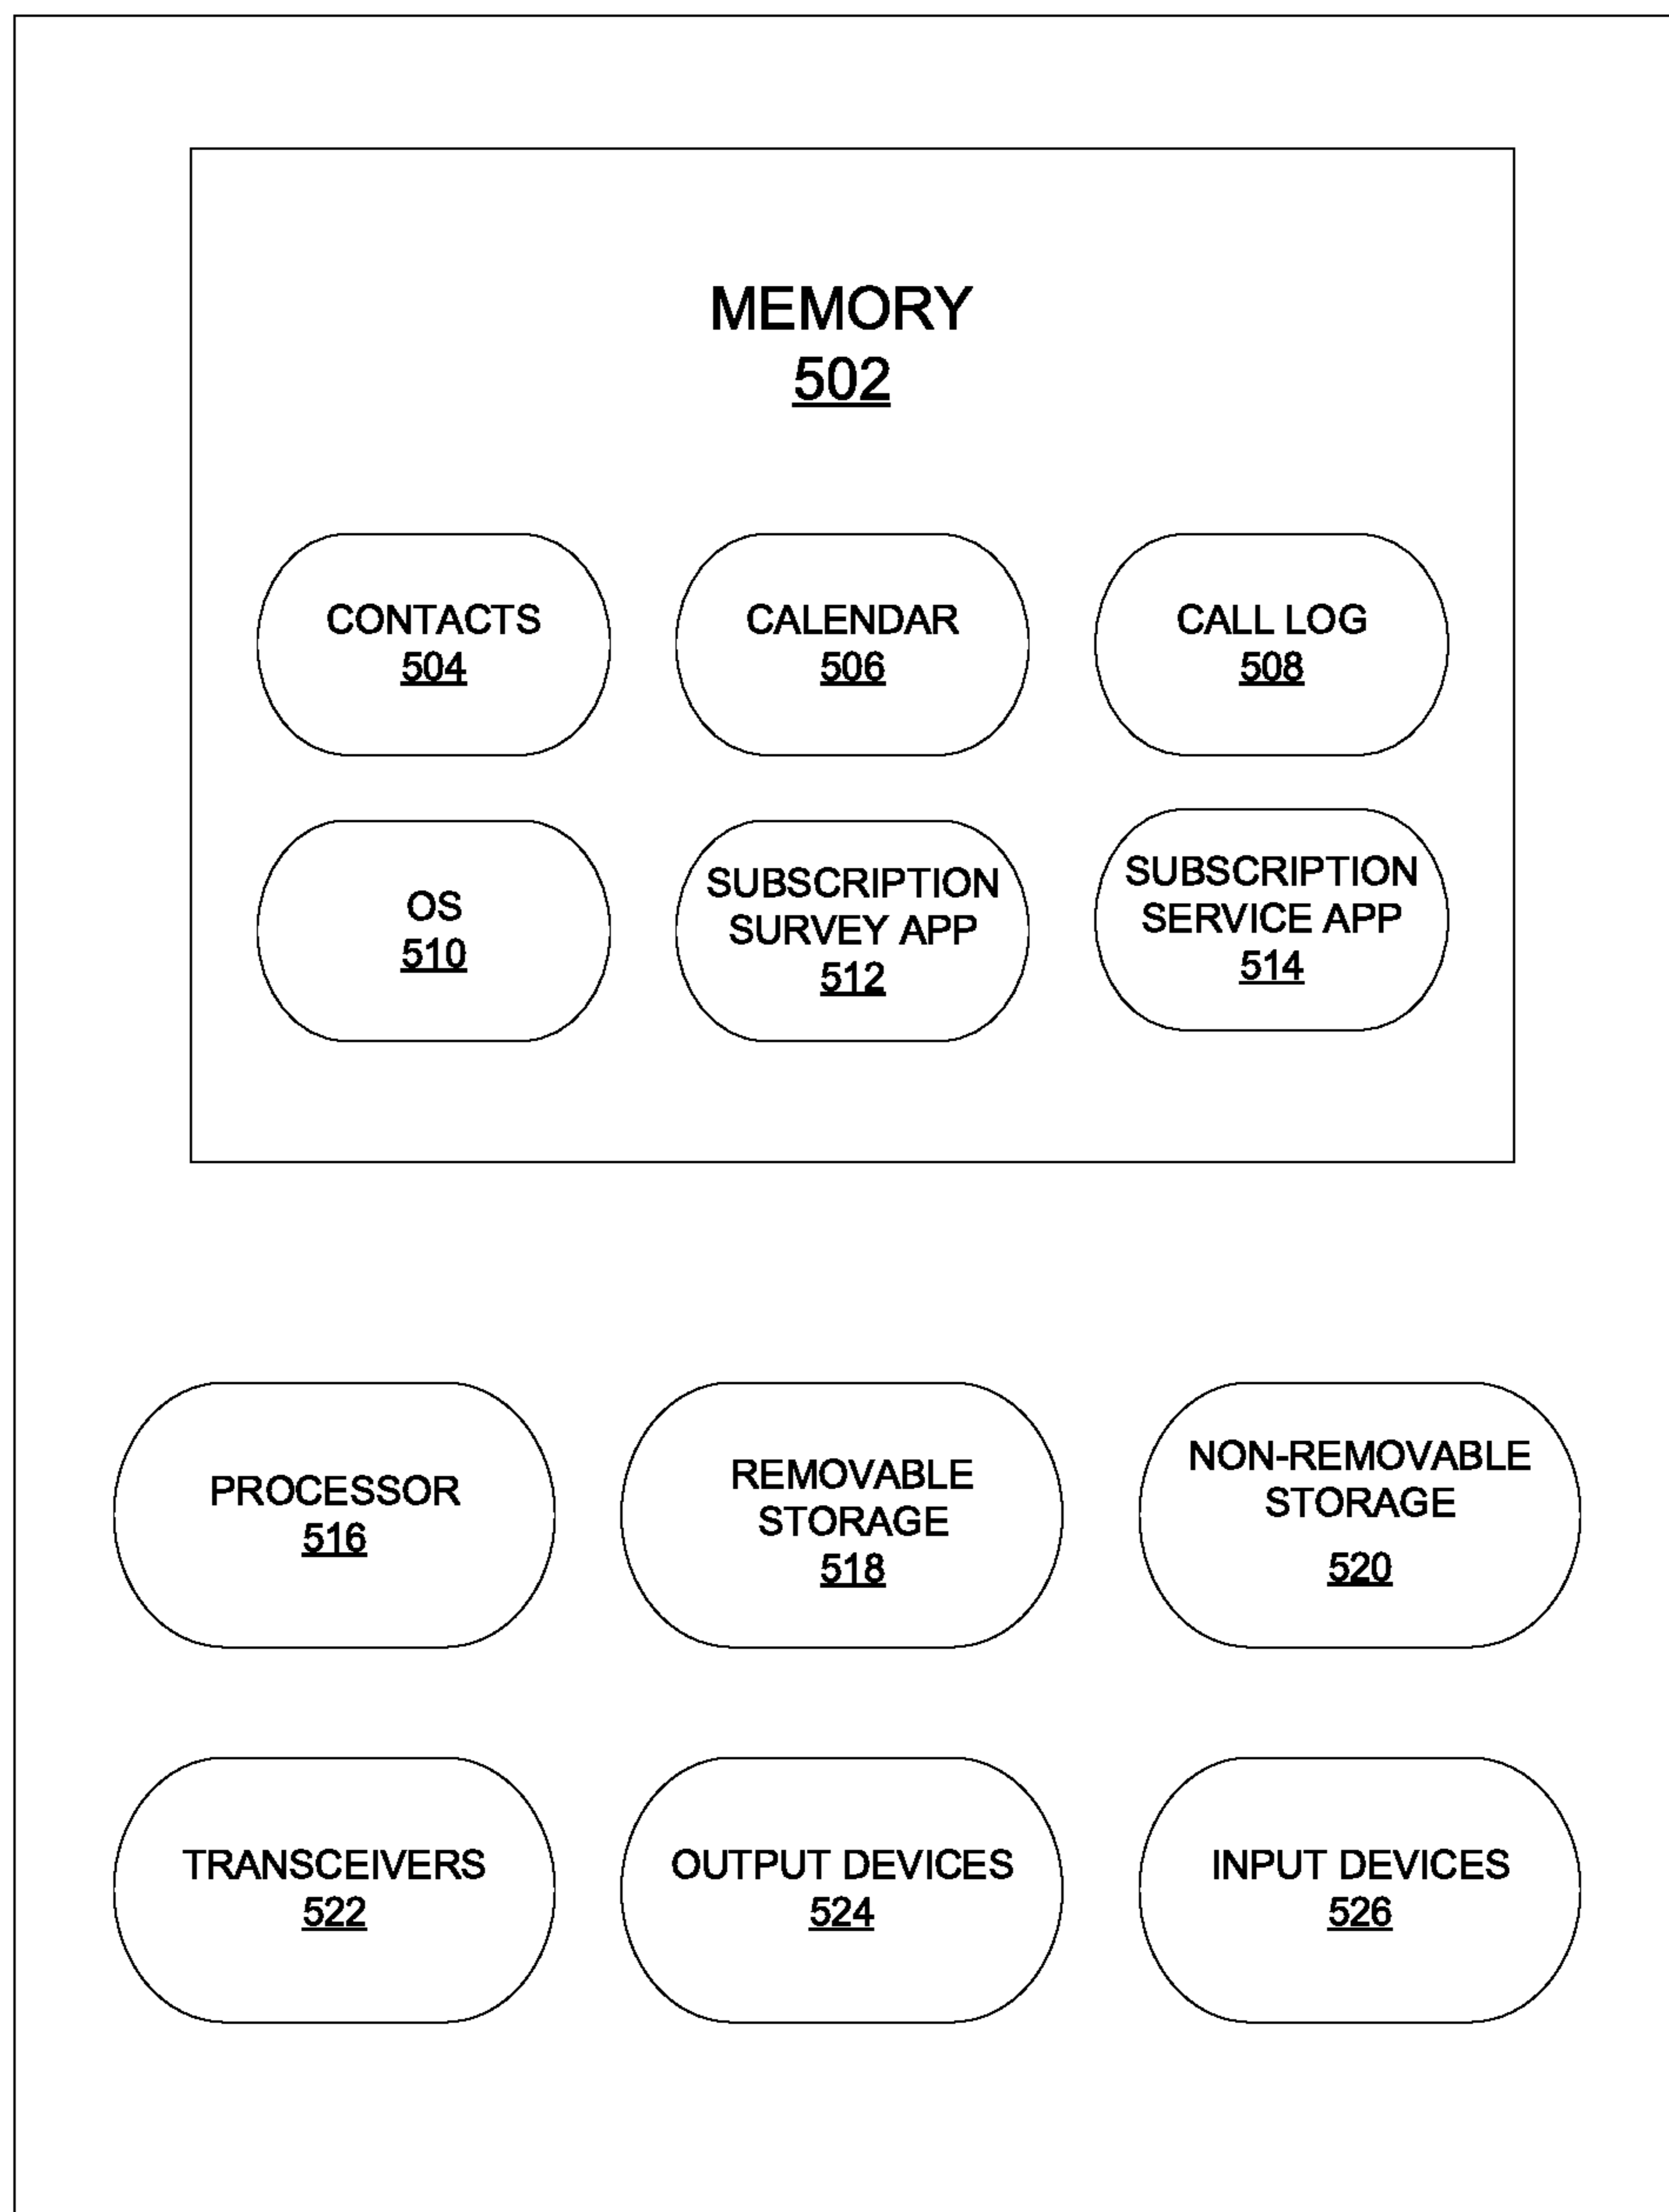 MEMORY
502
CONTACTS
504
CALENDAR
506
CALL LOG
508
OS
510
SUBSCRIPTION
SURVEY APP
512
SUBSCRIPTION
SERVICE APP
514
PROCESSOR
516
REMOVABLE
STORAGE
518
NON-REMOVABLE
STORAGE
520
TRANSCEIVERS
522
OUTPUT DEVICES
524
INPUT DEVICES
526